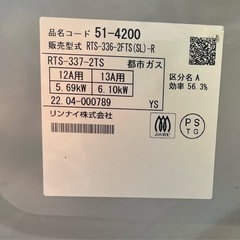 品名コード 51-4200
販売型式 RTS-336-2FTS(SL)-R
RTS-337-2TS 都市ガス
12A用 13A用
5.69kW 6.10kW
区分名 A
効率 56.3%
22.04-000789 YS
リンナイ株式会社
JIA
PS
TG